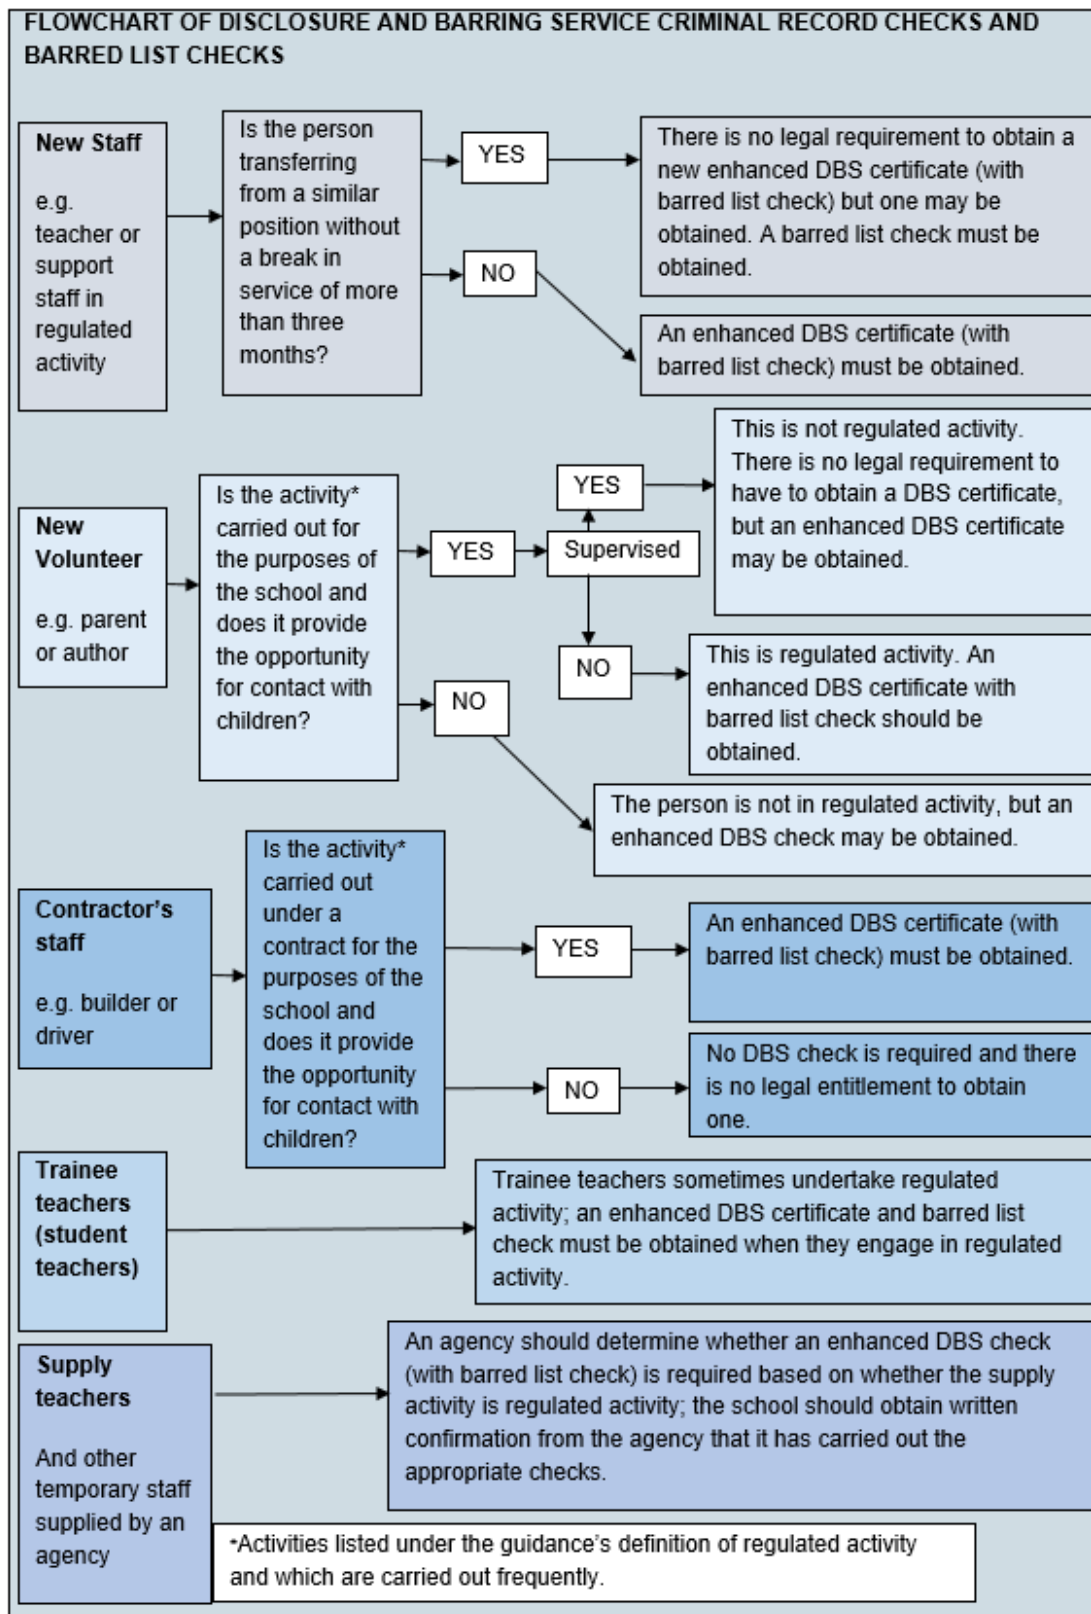 FLOWCHART OF DISCLOSURE AND BARRING SERVICE CRIMINAL RECORD CHECKS AND
BARRED LIST CHECKS
New Staff
e.g.
teacher or
support
staff in
regulated
activity
Is the person
transferring
from a similar
position without
a break in
service of more
than three
months?
YES
There is no legal requirement to obtain a
new enhanced DBS certificate (with
barred list check) but one may be
obtained. A barred list check must be
obtained.
NO
An enhanced DBS certificate (with
barred list check) must be obtained.
New
Volunteer
e.g. parent
or author
Is the activity*
carried out for
the purposes of
the school and
does it provide
the opportunity
for contact with
children?
YES
Supervised
YES
This is not regulated activity.
There is no legal requirement to
have to obtain a DBS certificate,
but an enhanced DBS certificate
may be obtained.
NO
This is regulated activity. An
enhanced DBS certificate with
barred list check should be
obtained.
NO
The person is not in regulated activity, but an
enhanced DBS check may be obtained.
Contractor's
staff
e.g. builder or
driver
Is the activity*
carried out
under a
contract for the
purposes of the
school and
does it provide
the opportunity
for contact with
children?
YES
An enhanced DBS certificate (with
barred list check) must be obtained.
NO
No DBS check is required and there
is no legal entitlement to obtain
one.
Trainee
teachers
(student
teachers)
Trainee teachers sometimes undertake regulated
activity; an enhanced DBS certificate and barred list
check must be obtained when they engage in regulated
activity.
Supply
teachers
And other
temporary staff
supplied by an
agency
An agency should determine whether an enhanced DBS check
(with barred list check) is required based on whether the supply
activity is regulated activity; the school should obtain written
confirmation from the agency that it has carried out the
appropriate checks.
*Activities listed under the guidance's definition of regulated activity
and which are carried out frequently.